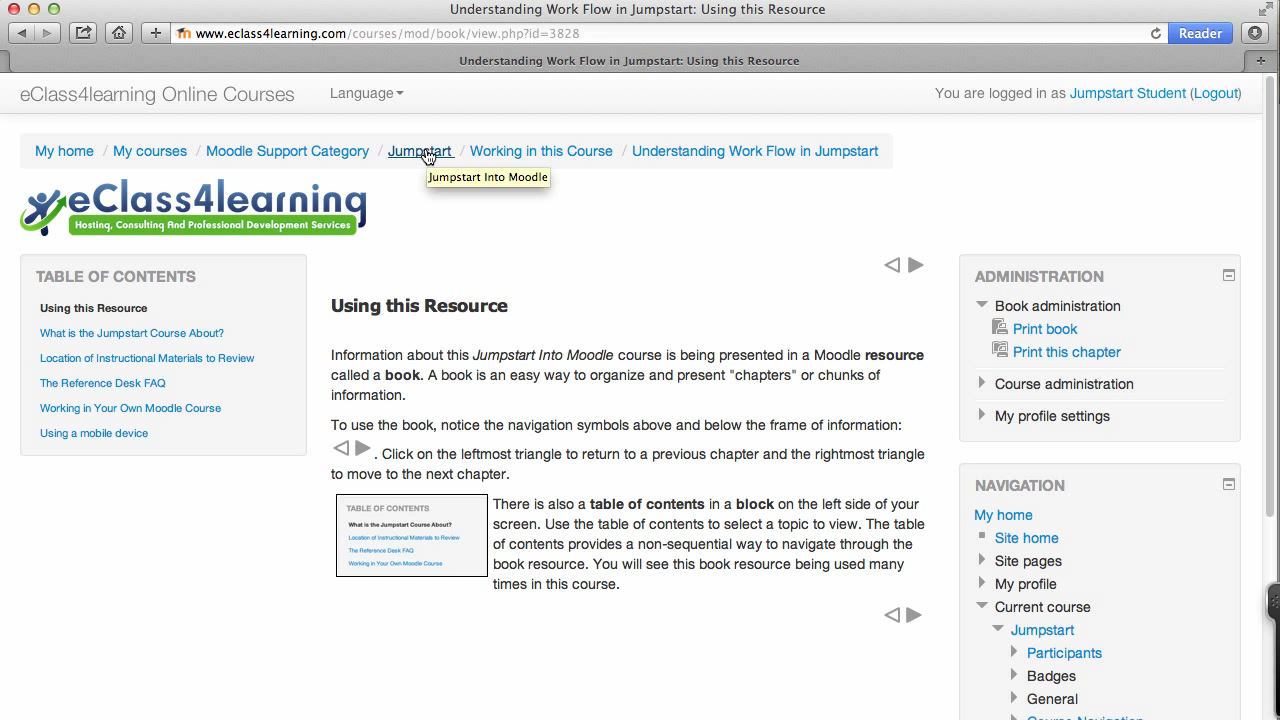 Understanding Work Flow in Jumpstart: Using this Resource
www.eclass4learning.com/courses/mod/book/view.php?id=3828
Reader
Understanding Work Flow in Jumpstart: Using this Resource
eClass4learning Online Courses
Language
You are logged in as Jumpstart Student (Logout)
My home / My courses / Moodle Support Category / Jumpstart / Working in this Course / Understanding Work Flow in Jumpstart
Jumpstart Into Moodle
eClass4learning
Hosting, Consulting And Professional Development Services
TABLE OF CONTENTS
Using this Resource
What is the Jumpstart Course About?
Location of Instructional Materials to Review
The Reference Desk FAQ
Working in Your Own Moodle Course
Using a mobile device
Using this Resource
Information about this Jumpstart Into Moodle course is being presented in a Moodle resource
called a book. A book is an easy way to organize and present "chapters" or chunks of
information.
To use the book, notice the navigation symbols above and below the frame of information:
. Click on the leftmost triangle to return to a previous chapter and the rightmost triangle
to move to the next chapter.
TABLE OF CONTENTS
What is the Jumpstart Course About?
Location of Instructional Materials to Review
The Reference Desk FAQ
Working in Your Own Moodle Course
There is also a table of contents in a block on the left side of your
screen. Use the table of contents to select a topic to view. The table
of contents provides a non-sequential way to navigate through the
book resource. You will see this book resource being used many
times in this course.
ADMINISTRATION
Book administration
Print book
Print this chapter
Course administration
My profile settings
NAVIGATION
My home
Site home
Site pages
My profile
Current course
Jumpstart
Participants
Badges
General
Course Navigation